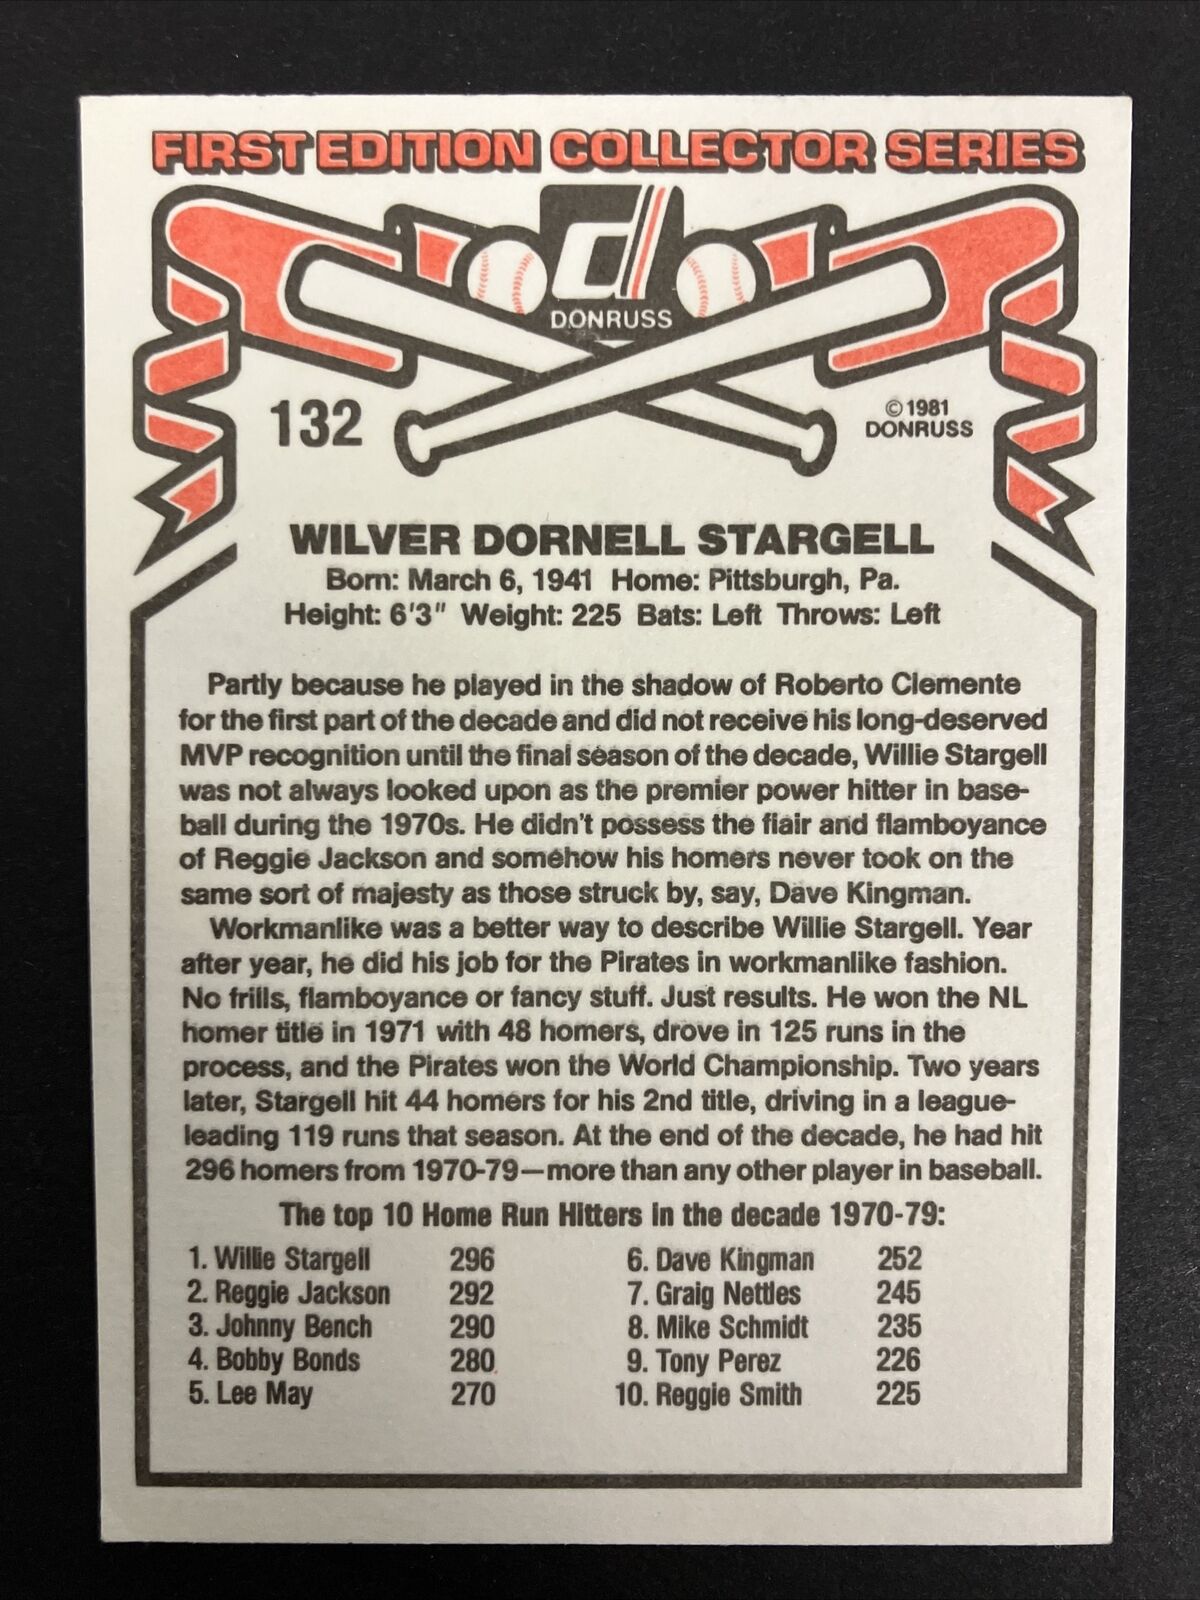 FIRST EDITION COLLECTOR SERIES
d
DONRUSS
132
© 1981
DONRUSS
WILVER DORNELL STARGELL
Born: March 6, 1941 Home: Pittsburgh, Pa.
Height: 6'3" Weight: 225 Bats: Left Throws: Left
Partly because he played in the shadow of Roberto Clemente
for the first part of the decade and did not receive his long-deserved
MVP recognition until the final season of the decade, Willie Stargell
was not always looked upon as the premier power hitter in base-
ball during the 1970s. He didn't possess the flair and flamboyance
of Reggie Jackson and somehow his homers never took on the
same sort of majesty as those struck by, say, Dave Kingman.
Workmanlike was a better way to describe Willie Stargell. Year
after year, he did his job for the Pirates in workmanlike fashion.
No frills, flamboyance or fancy stuff. Just results. He won the NL
homer title in 1971 with 48 homers, drove in 125 runs in the
process, and the Pirates won the World Championship. Two years
later, Stargell hit 44 homers for his 2nd title, driving in a league-
leading 119 runs that season. At the end of the decade, he had hit
296 homers from 1970-79—more than any other player in baseball.
The top 10 Home Run Hitters in the decade 1970-79:
1. Willie Stargell 296
2. Reggie Jackson 292
3. Johnny Bench 290
4. Bobby Bonds 280
5. Lee May 270
6. Dave Kingman 252
7. Graig Nettles 245
8. Mike Schmidt 235
9. Tony Perez 226
10. Reggie Smith 225